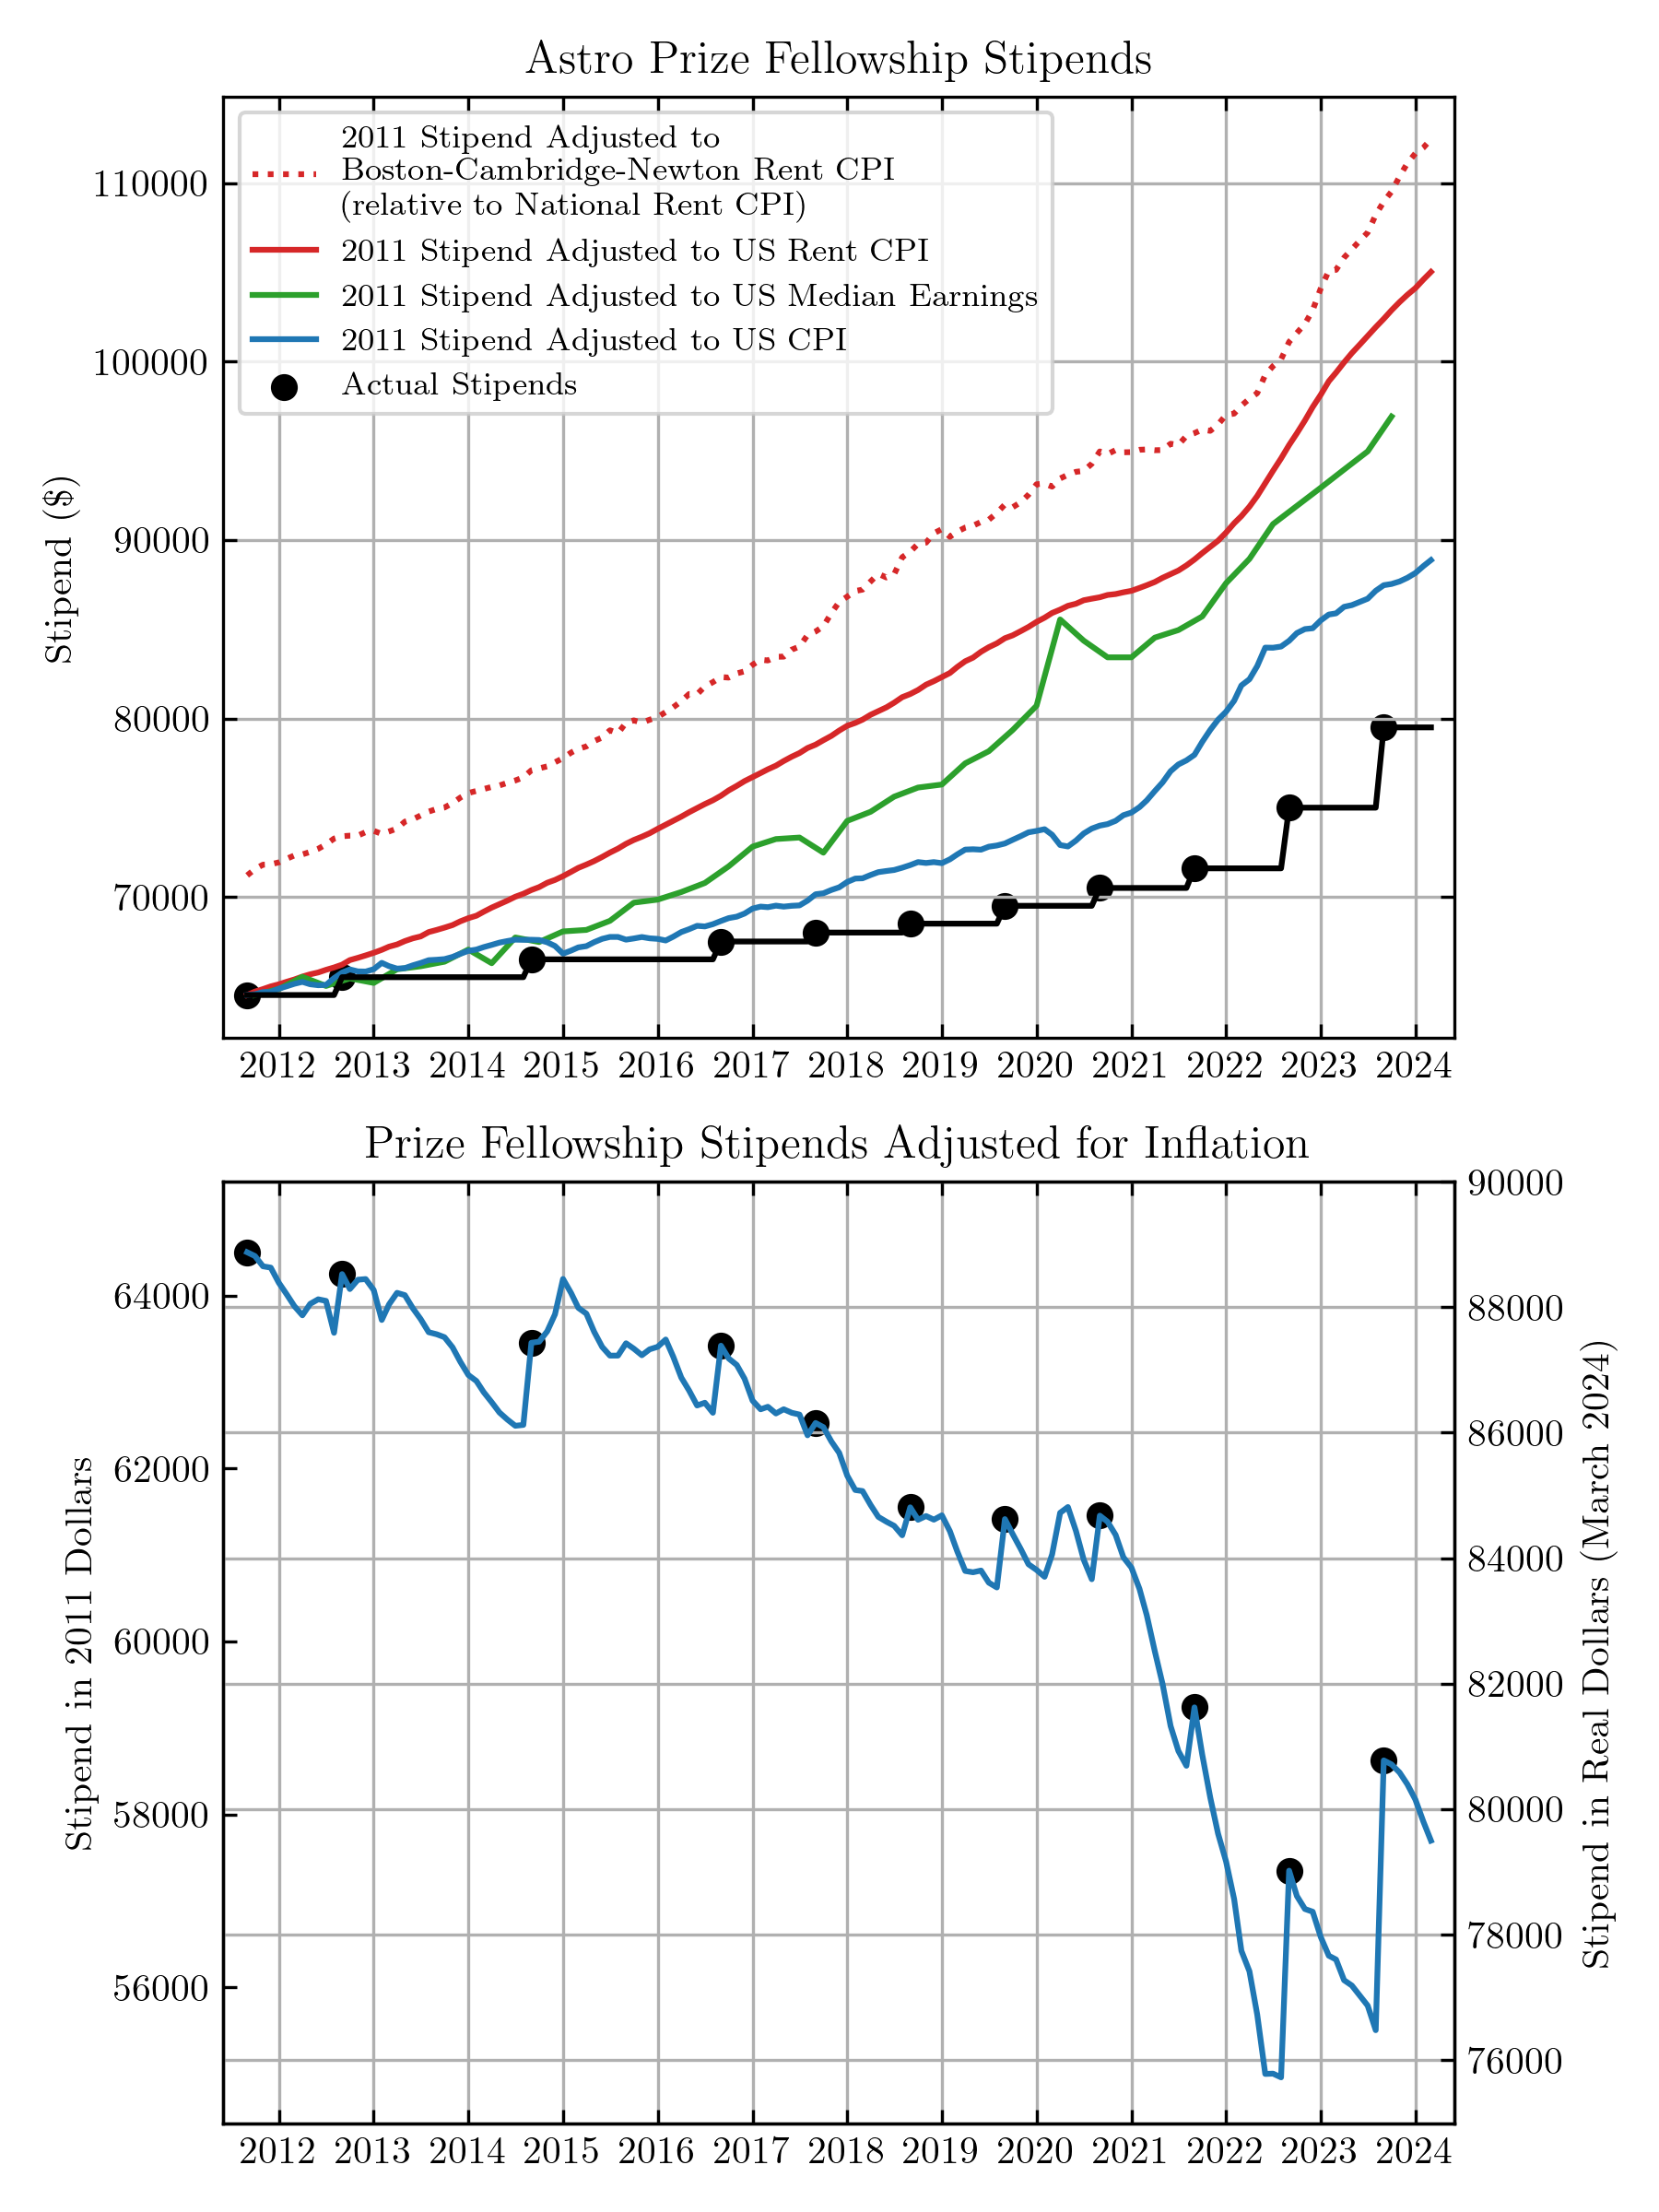 Astro Prize Fellowship Stipends
2011 Stipend Adjusted to
Boston-Cambridge-Newton Rent CPI
(relative to National Rent CPI)
2011 Stipend Adjusted to US Rent CPI
2011 Stipend Adjusted to US Median Earnings
2011 Stipend Adjusted to US CPI
Actual Stipends
Stipend ($)
110000
100000
90000
80000
70000
2012 2013 2014 2015 2016 2017 2018 2019 2020 2021 2022 2023 2024
Prize Fellowship Stipends Adjusted for Inflation
Stipend in 2011 Dollars
64000
62000
60000
58000
56000
90000
88000
86000
84000
82000
80000
78000
76000
Stipend in Real Dollars (March 2024)
2012 2013 2014 2015 2016 2017 2018 2019 2020 2021 2022 2023 2024